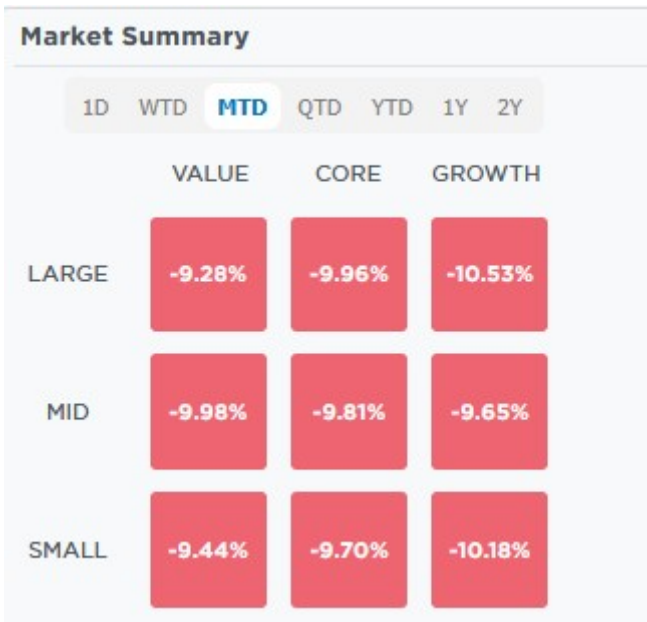 Market Summary
1D WTD MTD QTD YTD 1Y 2Y
VALUE CORE GROWTH
LARGE -9.28% -9.96% -10.53%
MID -9.98% -9.81% -9.65%
SMALL -9.44% -9.70% -10.18%